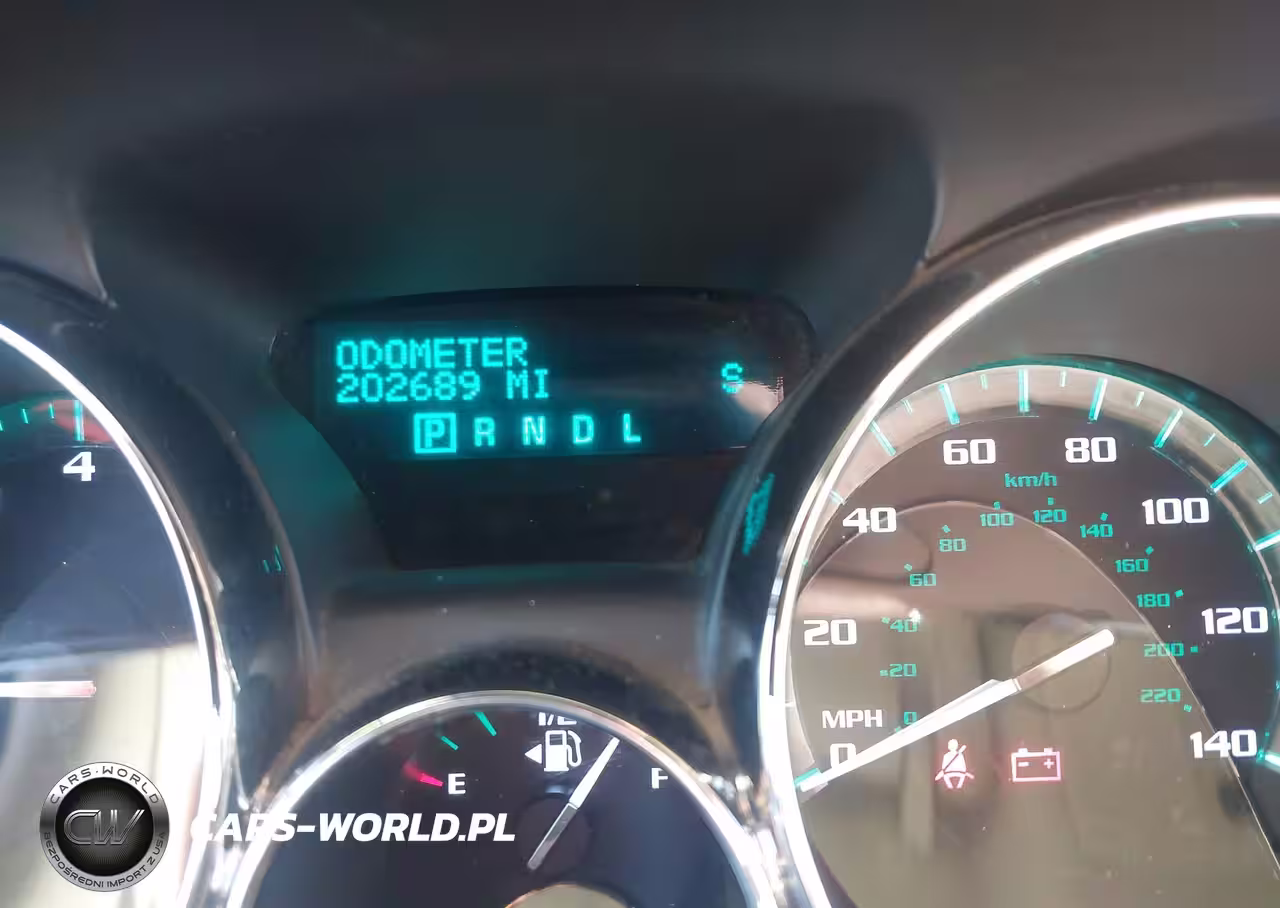 ODOMETER
202689 MI
S
P R N D L
4
60 80
km/h
40
100
80 100 120 140
60
160
180
20
40
120
200
20
220
MPH 0
0
140
1/2
E
F
CARS-WORLD
CW
BEZPOŚREDNI IMPORT Z USA
CARS-WORLD.PL